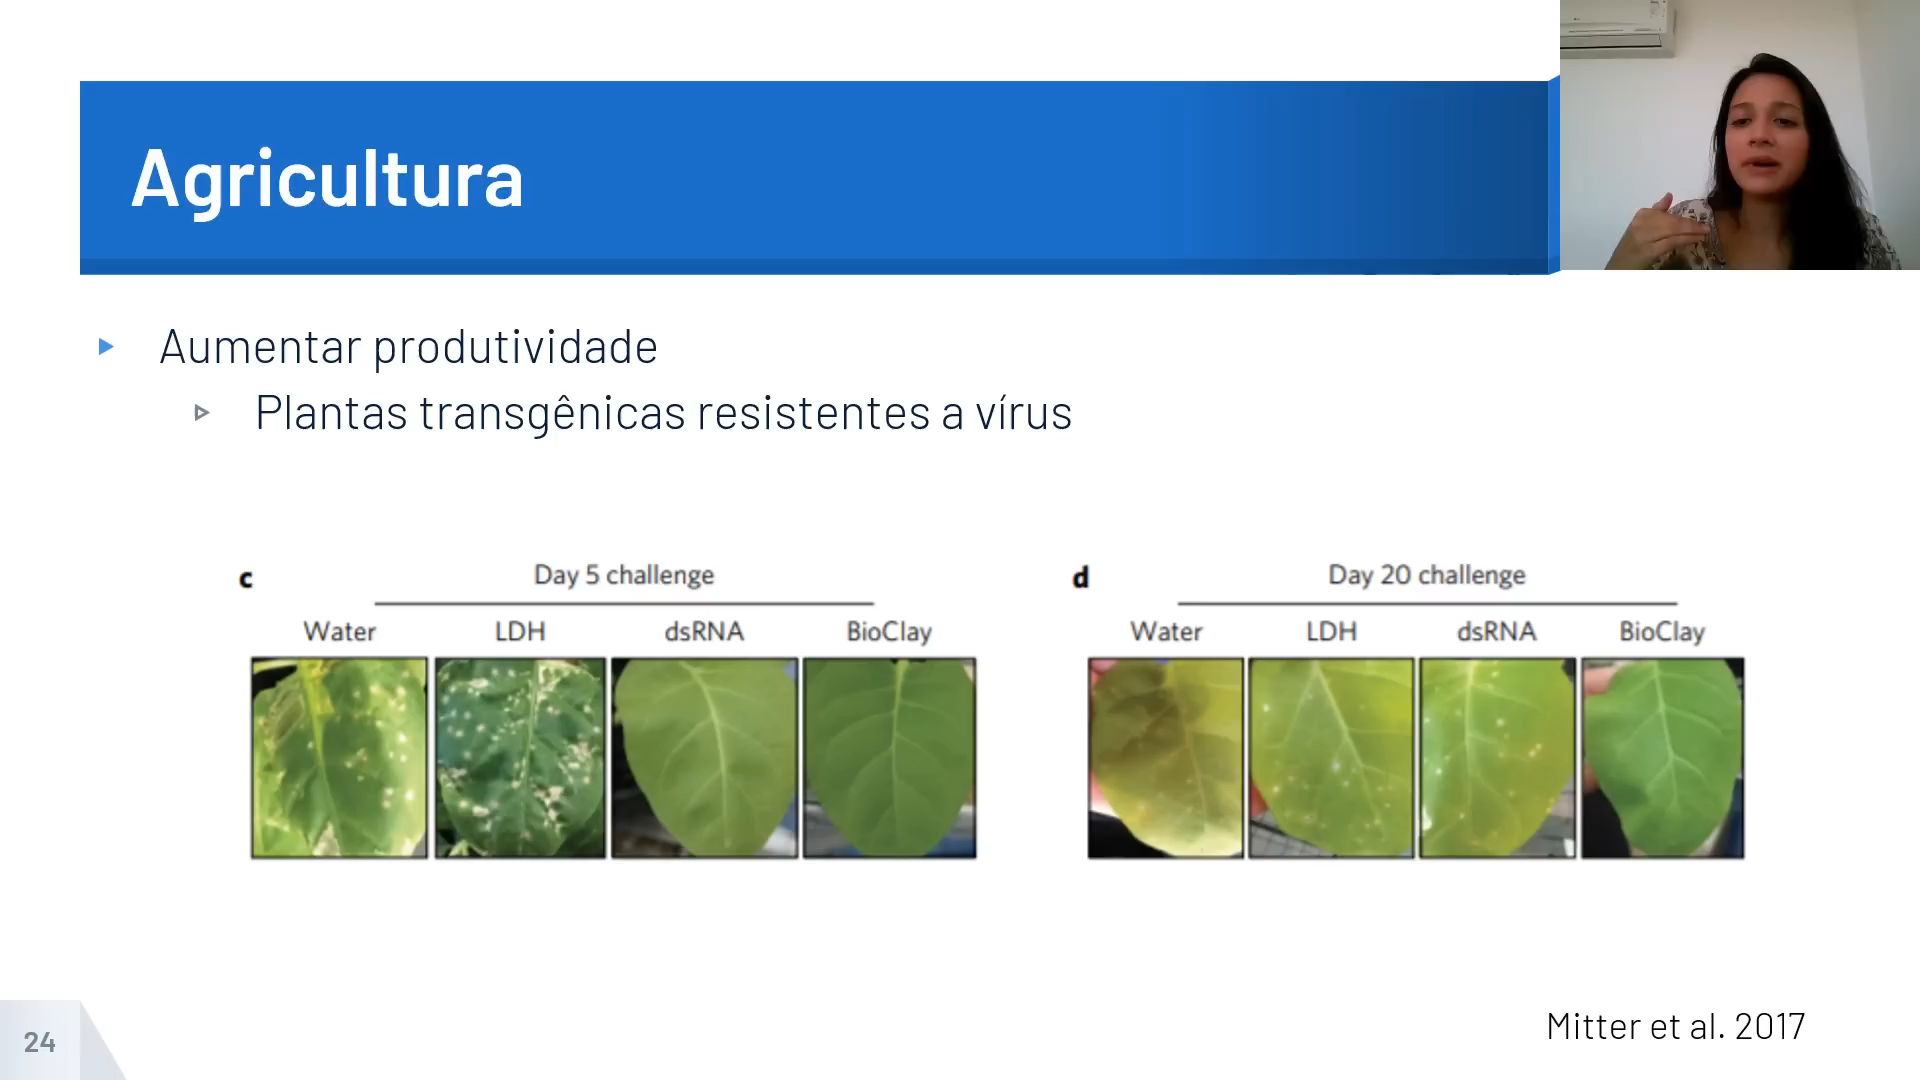 Agricultura
Aumentar produtividade
Plantas transgênicas resistentes a vírus
c
Day 5 challenge
Water LDH dsRNA BioClay
d
Day 20 challenge
Water LDH dsRNA BioClay
Mitter et al. 2017
24